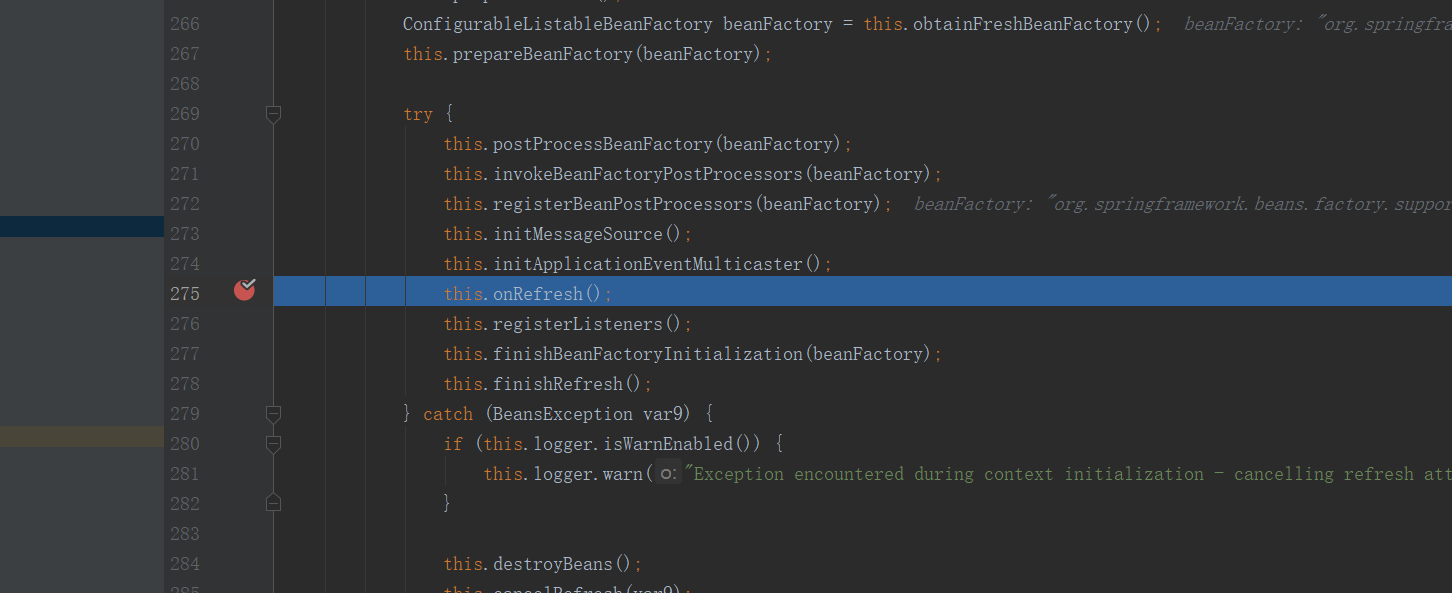 266 ConfigurableListableBeanFactory beanFactory = this.obtainFreshBeanFactory(); beanFactory: "org.springfra
267 this.prepareBeanFactory(beanFactory);
268
269 try {
270 this.postProcessBeanFactory(beanFactory);
271 this.invokeBeanFactoryPostProcessors(beanFactory);
272 this.registerBeanPostProcessors(beanFactory); beanFactory: "org.springframework.beans.factory.suppor
273 this.initMessageSource();
274 this.initApplicationEventMulticaster();
275 this.onRefresh();
276 this.registerListeners();
277 this.finishBeanFactoryInitialization(beanFactory);
278 this.finishRefresh();
279 } catch (BeansException var9) {
280 if (this.logger.isWarnEnabled()) {
281 this.logger.warn( o: "Exception encountered during context initialization - cancelling refresh att
282 }
283
284 this.destroyBeans();
285 this.cancelRefresh(var9);